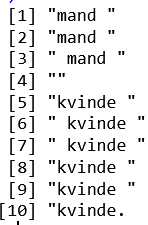 [1] "mand "
[2] "mand "
[3] " mand "
[4] ""
[5] "kvinde "
[6] " kvinde "
[7] " kvinde "
[8] "kvinde "
[9] "kvinde "
[10] "kvinde.